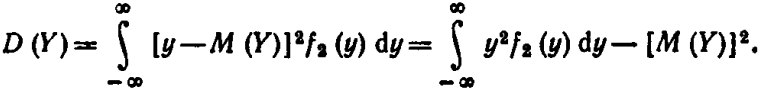 D (Y) = ∫_{-∞}^{∞} [y — M (Y)]² f₂ (y) dy = ∫_{-∞}^{∞} y² f₂ (y) dy — [M (Y)]².